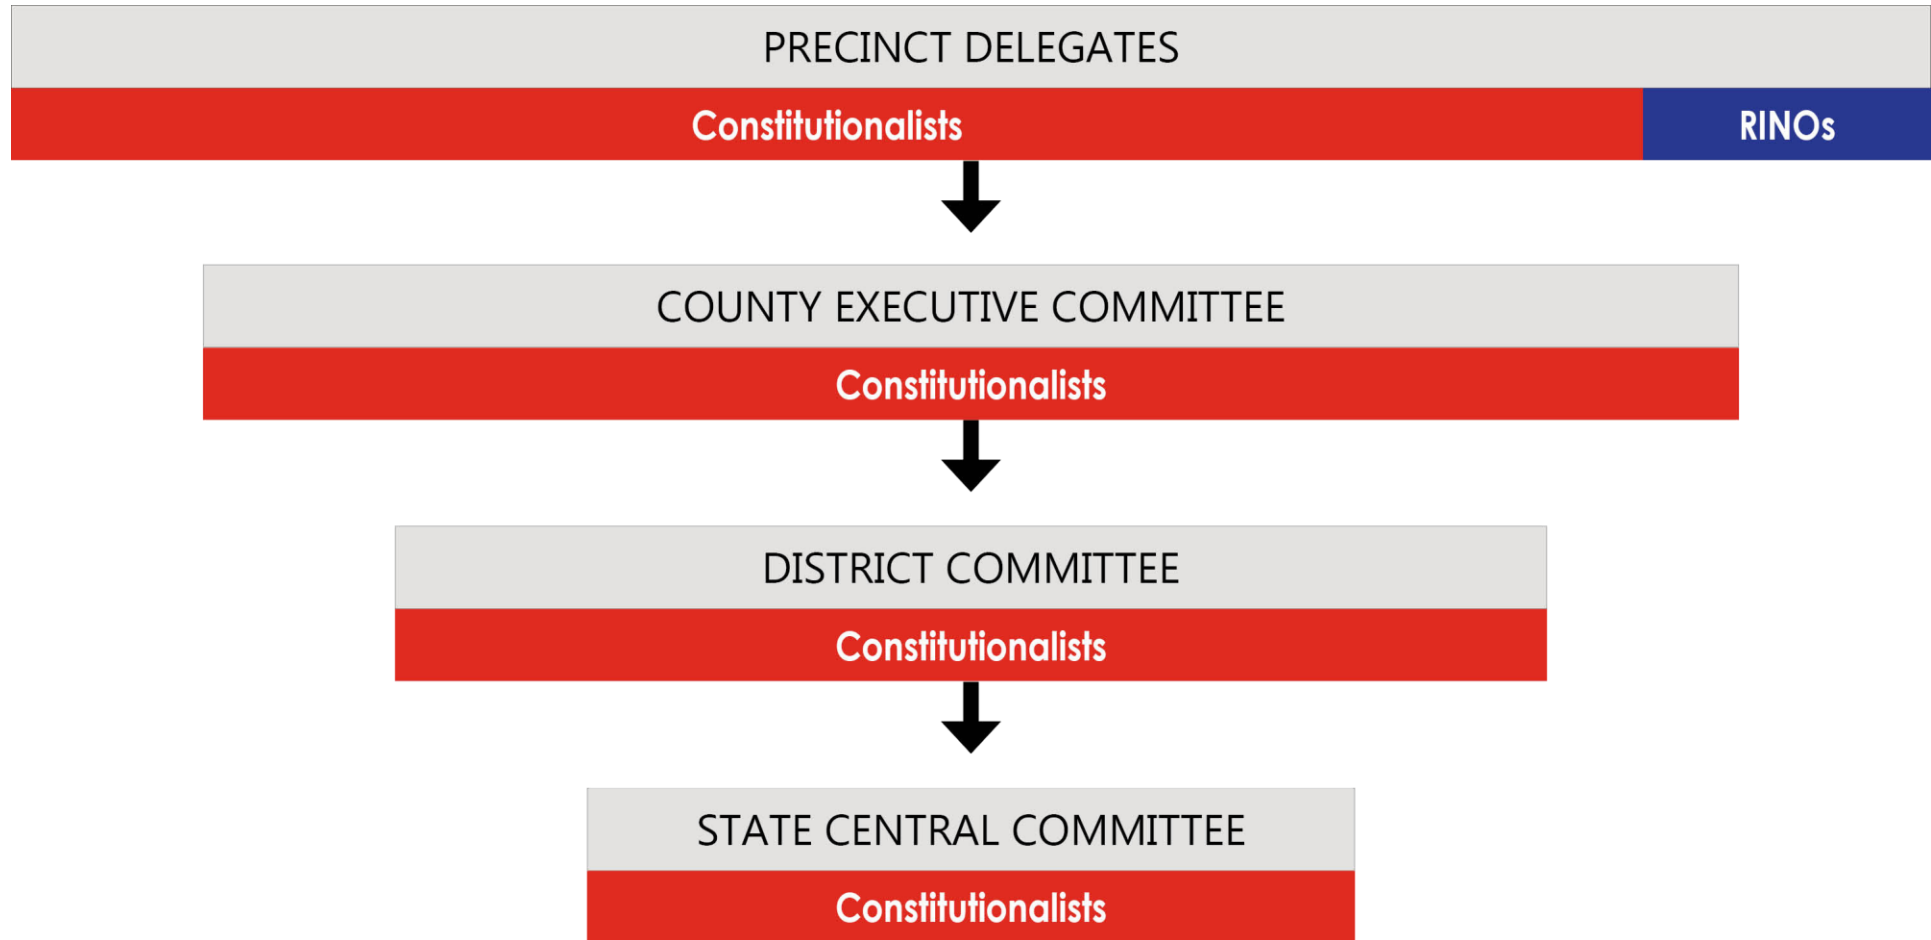 PRECINCT DELEGATES
Constitutionalists RINOs
COUNTY EXECUTIVE COMMITTEE
Constitutionalists
DISTRICT COMMITTEE
Constitutionalists
STATE CENTRAL COMMITTEE
Constitutionalists